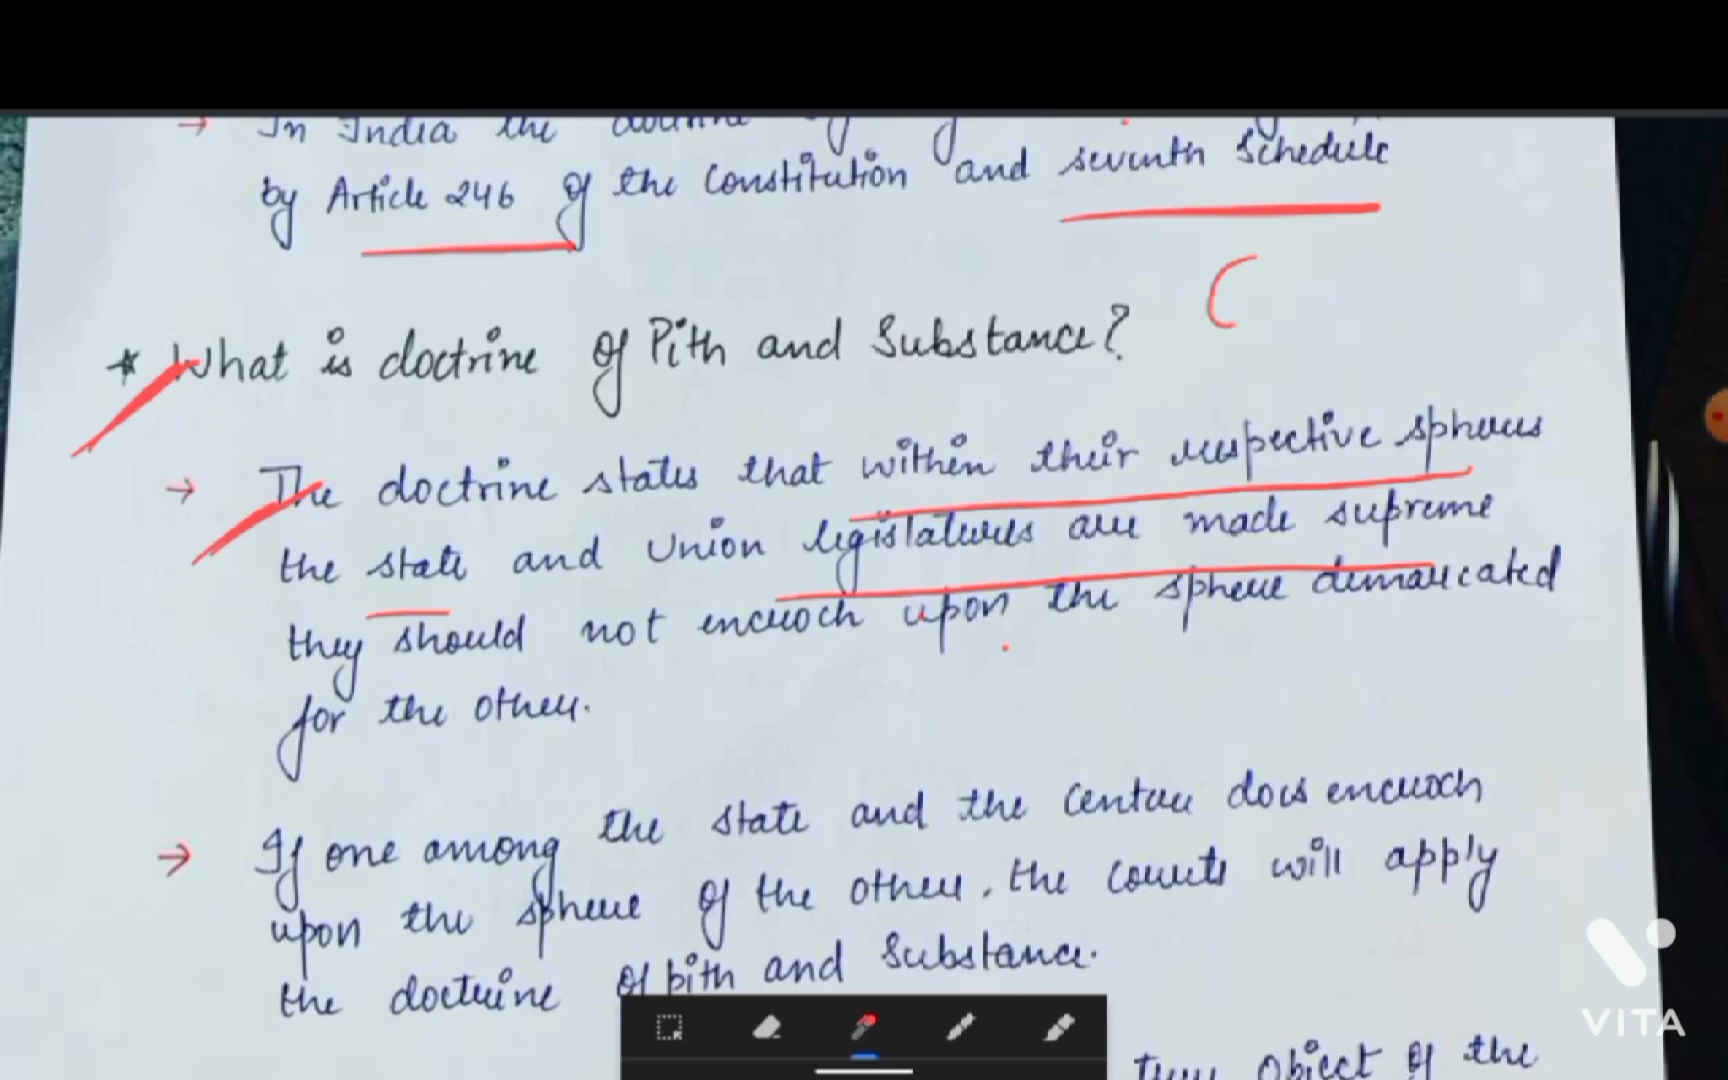 → In India the doctrine
by Article 246 of the Constitution and seventh Schedule
* What is doctrine of Pith and Substance?
→ The doctrine states that within their respective spheres
the state and Union legislatures are made supreme
they should not encroach upon the sphere demarcated
for the other.
→ If one among the state and the Centre does encroach
upon the sphere of the other, the courts will apply
the doctrine of pith and Substance.
object of the
VITA